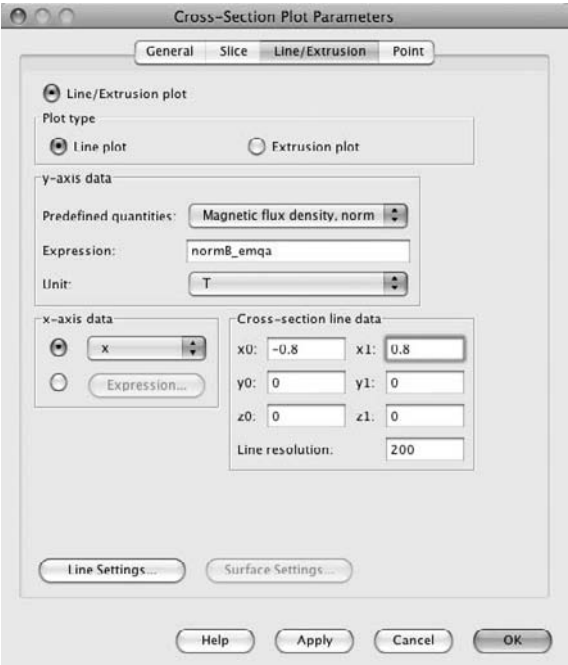 Cross-Section Plot Parameters
General Slice Line/Extrusion Point
Line/Extrusion plot
Plot type
Line plot Extrusion plot
y-axis data
Predefined quantities: Magnetic flux density, norm
Expression: normB_emqa
Unit: T
x-axis data
x
Expression...
Cross-section line data
x0: -0.8 x1: 0.8
y0: 0 y1: 0
z0: 0 z1: 0
Line resolution: 200
Line Settings... Surface Settings...
Help Apply Cancel OK